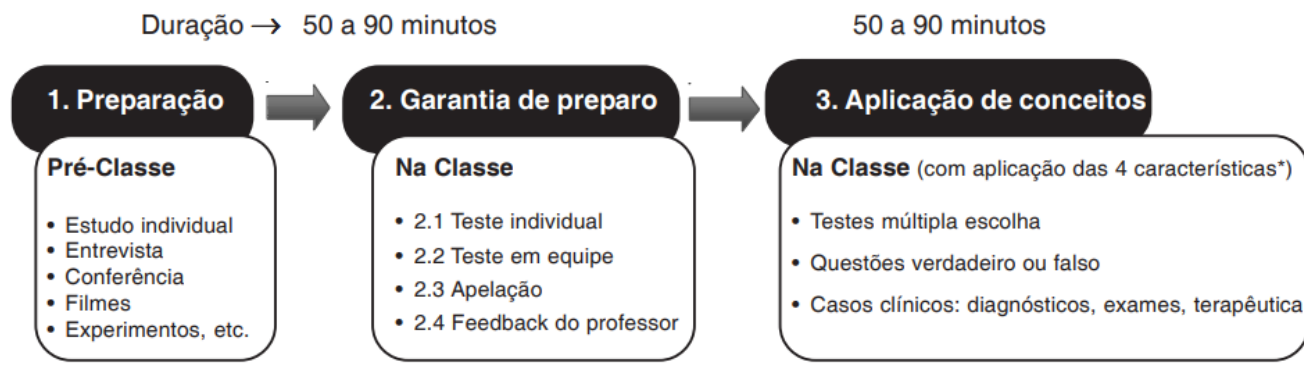 Duração → 50 a 90 minutos
50 a 90 minutos
1. Preparação
2. Garantia de preparo
3. Aplicação de conceitos
Pré-Classe
• Estudo individual
• Entrevista
• Conferência
• Filmes
• Experimentos, etc.
Na Classe
• 2.1 Teste individual
• 2.2 Teste em equipe
• 2.3 Apelação
• 2.4 Feedback do professor
Na Classe (com aplicação das 4 características*)
• Testes múltipla escolha
• Questões verdadeiro ou falso
• Casos clínicos: diagnósticos, exames, terapêutica